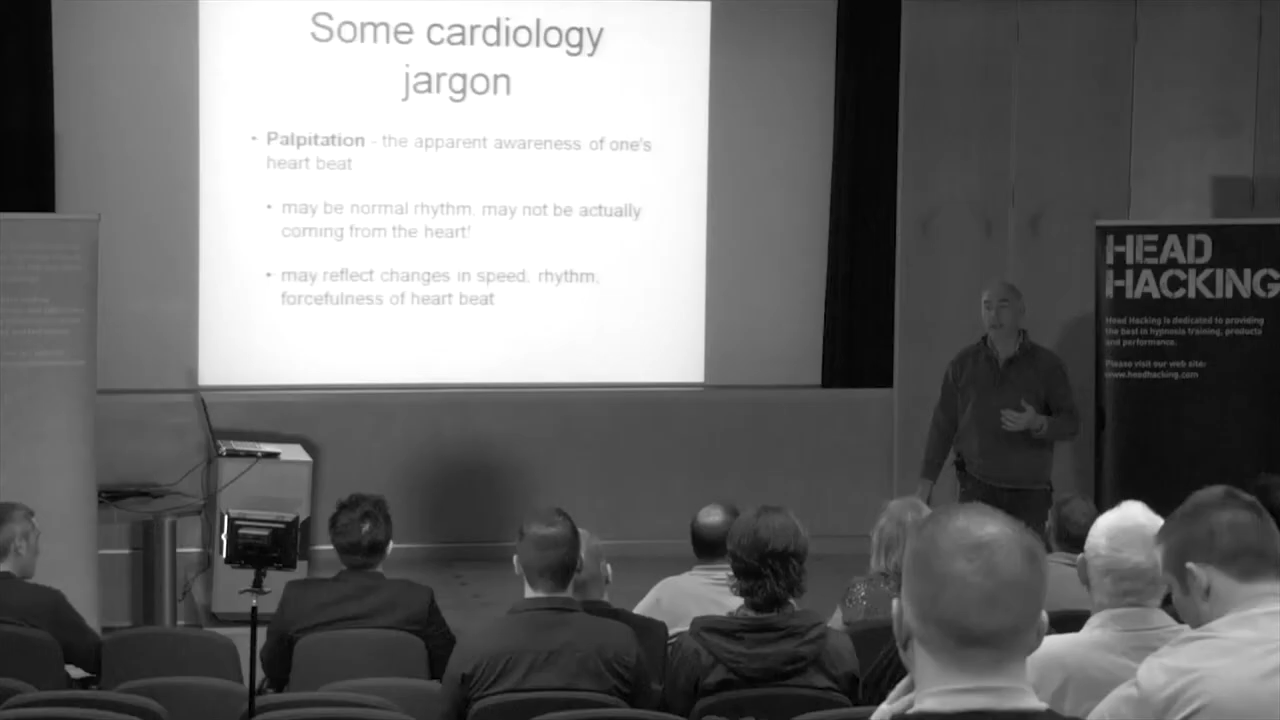 Some cardiology
jargon
• Palpitation - the apparent awareness of one's
heart beat
• may be normal rhythm, may not be actually
coming from the heart!
• may reflect changes in speed, rhythm,
forcefulness of heart beat
HEAD
HACKING
Head Hacking is dedicated to providing
the best in hypnosis training, products
and performance.
Please visit our web site:
www.headhacking.com